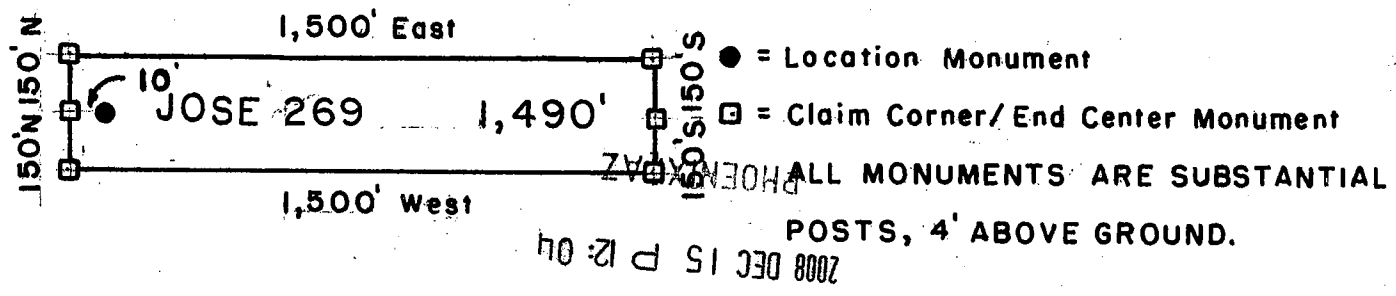 1,500' East
150' N
150' N
10'
JOSE 269 1,490'
150' S
150' S
1,500' West
● = Location Monument
⊡ = Claim Corner/End Center Monument
ALL MONUMENTS ARE SUBSTANTIAL
POSTS, 4' ABOVE GROUND.
PHOENIX, AZ
2008 DEC 15 P 12:04